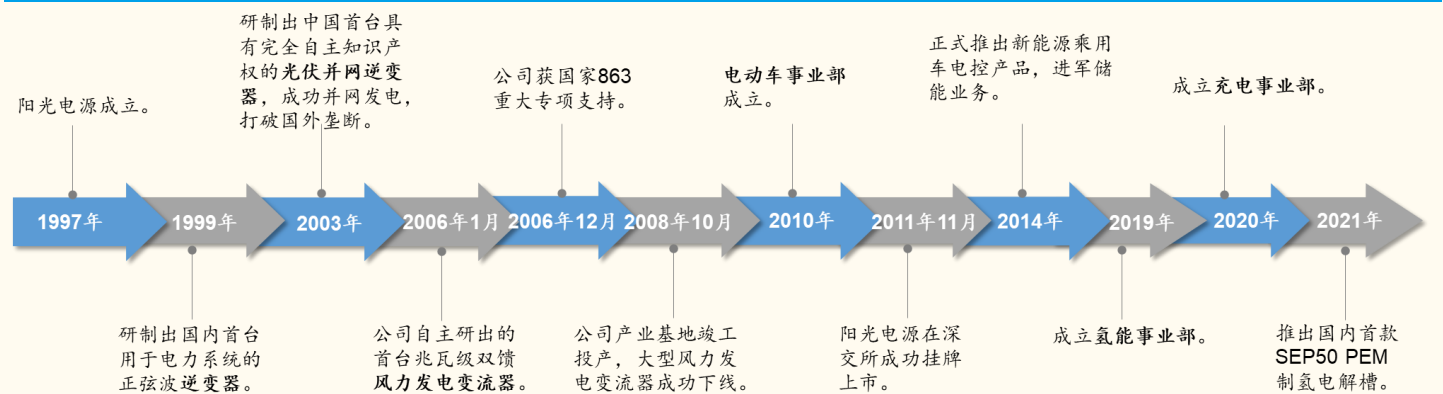 阳光电源成立。
研制出中国首台具
有完全自主知识产
权的光伏并网逆变
器，成功并网发电，
打破国外垄断。
公司获国家863
重大专项支持。
电动车事业部
成立。
正式推出新能源乘用
车电控产品，进军储
能业务。
成立充电事业部。
1997年
1999年
2003年
2006年1月
2006年12月
2008年10月
2010年
2011年11月
2014年
2019年
2020年
2021年
研制出国内首台
用于电力系统的
正弦波逆变器。
公司自主研出的
首台兆瓦级双馈
风力发电变流器。
公司产业基地竣工
投产，大型风力发
电变流器成功下线。
阳光电源在深
交所成功挂牌
上市。
成立氢能事业部。
推出国内首款
SEP50 PEM
制氢电解槽。